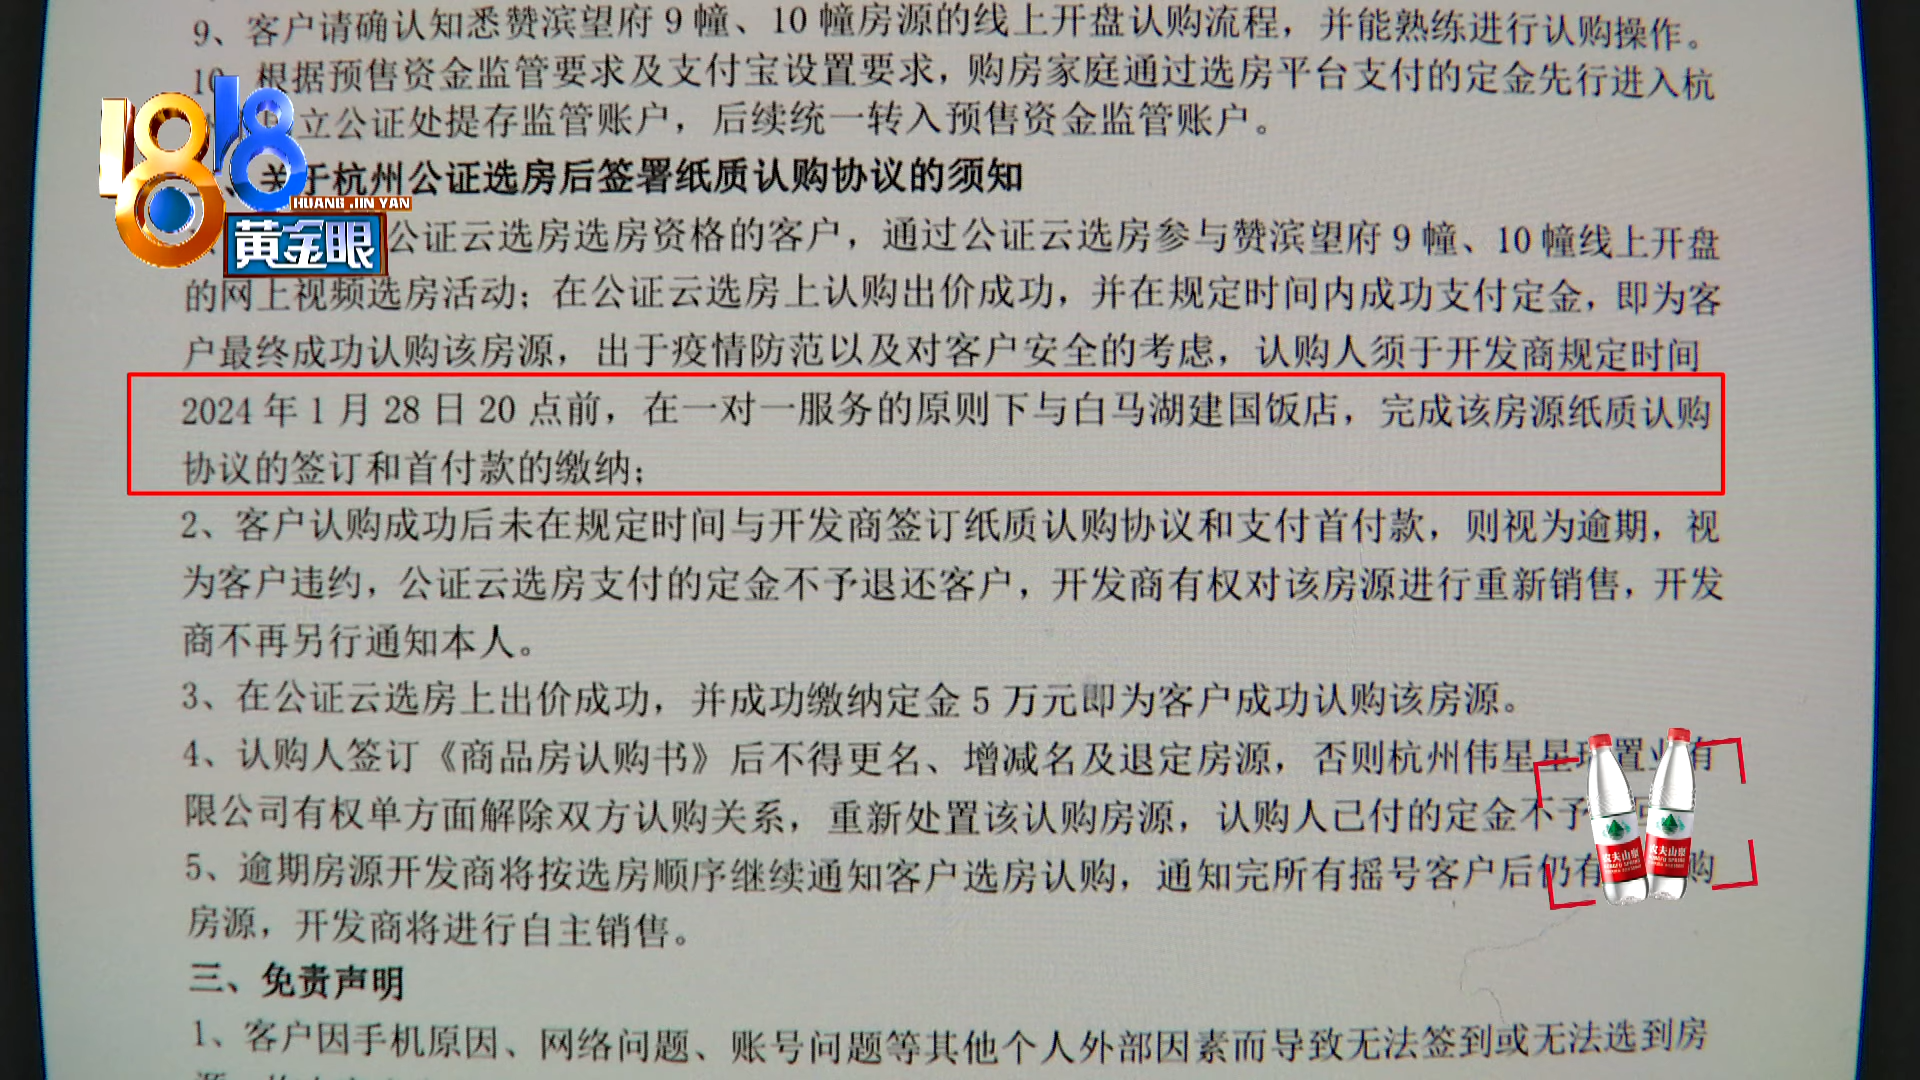 9、客户请确认知悉赞滨望府 9 幢、10 幢房源的线上开盘认购流程，并能熟练进行认购操作。
10、根据预售资金监管要求及支付宝设置要求，购房家庭通过选房平台支付的定金先行进入杭
立公证处提存监管账户，后续统一转入预售资金监管账户。
、关于杭州公证选房后签署纸质认购协议的须知
公证云选房选房资格的客户，通过公证云选房参与赞滨望府 9 幢、10 幢线上开盘
的网上视频选房活动；在公证云选房上认购出价成功，并在规定时间内成功支付定金，即为客
户最终成功认购该房源，出于疫情防范以及对客户安全的考虑，认购人须于开发商规定时间
2024 年 1 月 28 日 20 点前，在一对一服务的原则下与白马湖建国饭店，完成该房源纸质认购
协议的签订和首付款的缴纳；
2、客户认购成功后未在规定时间与开发商签订纸质认购协议和支付首付款，则视为逾期，视
为客户违约，公证云选房支付的定金不予退还客户，开发商有权对该房源进行重新销售，开发
商不再另行通知本人。
3、在公证云选房上出价成功，并成功缴纳定金 5 万元即为客户成功认购该房源。
4、认购人签订《商品房认购书》后不得更名、增减名及退定房源，否则杭州伟星星 置业有
限公司有权单方面解除双方认购关系，重新处置该认购房源，认购人已付的定金不予
5、逾期房源开发商将按选房顺序继续通知客户选房认购，通知完所有摇号客户后仍有 购
房源，开发商将进行自主销售。
三、免责声明
1、客户因手机原因、网络问题、账号问题等其他个人外部因素而导致无法签到或无法选到房
1818
HUANG JIN YAN
黄金眼
农夫山泉
农夫山泉